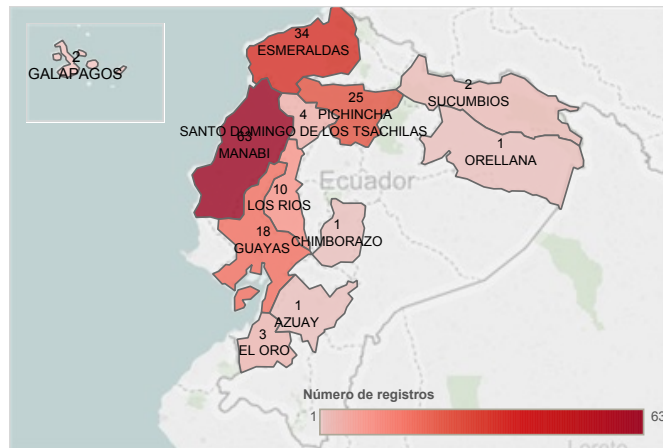 34
ESMERALDAS
2
GALAPAGOS
2
SUCUMBIOS
25
PICHINCHA
4
SANTO DOMINGO DE LOS TSACHILAS
63
MANABI
1
ORELLANA
Ecuador
10
LOS RIOS
18
GUAYAS
1
CHIMBORAZO
1
AZUAY
3
EL ORO
Número de registros
1
63
Loreto